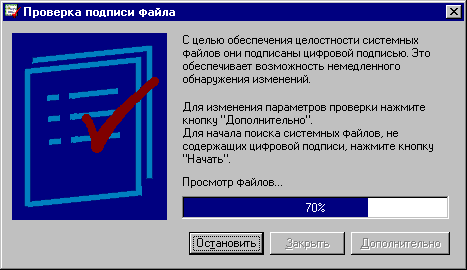 Проверка подписи файла
С целью обеспечения целостности системных
файлов они подписаны цифровой подписью. Это
обеспечивает возможность немедленного
обнаружения изменений.
Для изменения параметров проверки нажмите
кнопку "Дополнительно".
Для начала поиска системных файлов, не
содержащих цифровой подписи, нажмите кнопку
"Начать".
Просмотр файлов...
70%
Остановить
Закрыть
Дополнительно